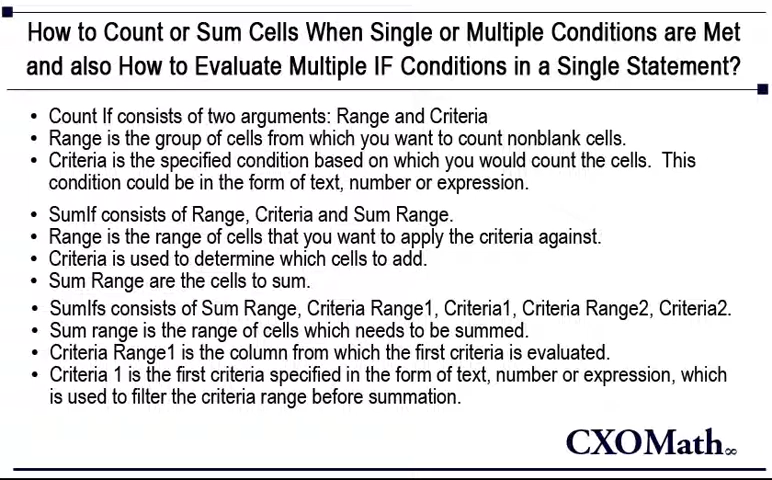 How to Count or Sum Cells When Single or Multiple Conditions are Met
and also How to Evaluate Multiple IF Conditions in a Single Statement?
• Count If consists of two arguments: Range and Criteria
• Range is the group of cells from which you want to count nonblank cells.
• Criteria is the specified condition based on which you would count the cells. This
condition could be in the form of text, number or expression.
• SumIf consists of Range, Criteria and Sum Range.
• Range is the range of cells that you want to apply the criteria against.
• Criteria is used to determine which cells to add.
• Sum Range are the cells to sum.
• SumIfs consists of Sum Range, Criteria Range1, Criteria1, Criteria Range2, Criteria2.
• Sum range is the range of cells which needs to be summed.
• Criteria Range1 is the column from which the first criteria is evaluated.
• Criteria 1 is the first criteria specified in the form of text, number or expression, which
is used to filter the criteria range before summation.
CXOMath∞